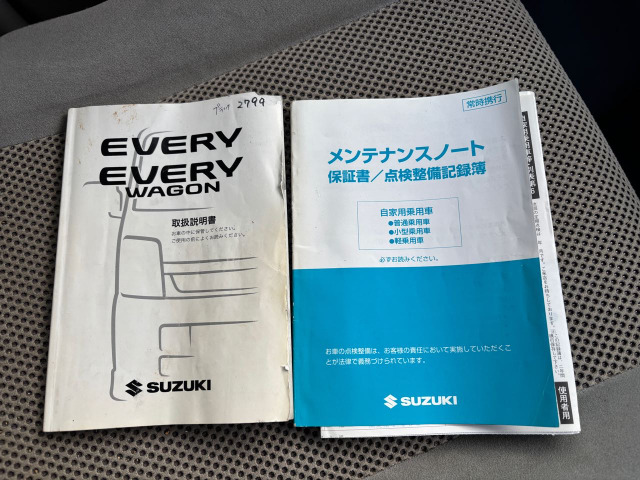 2799
EVERY
EVERY
WAGON
取扱説明書
お車の中に保管してください。
ご使用の前によくお読みください。
SUZUKI
常時携行
メンテナンスノート
保証書/点検整備記録簿
自家用乗用車
●普通乗用車
●小型乗用車
●軽乗用車
必ずお読みください。
お車の点検整備は、お客様の責任において実施していただくこ
とが法律で義務づけられています。
SUZUKI
使用者用